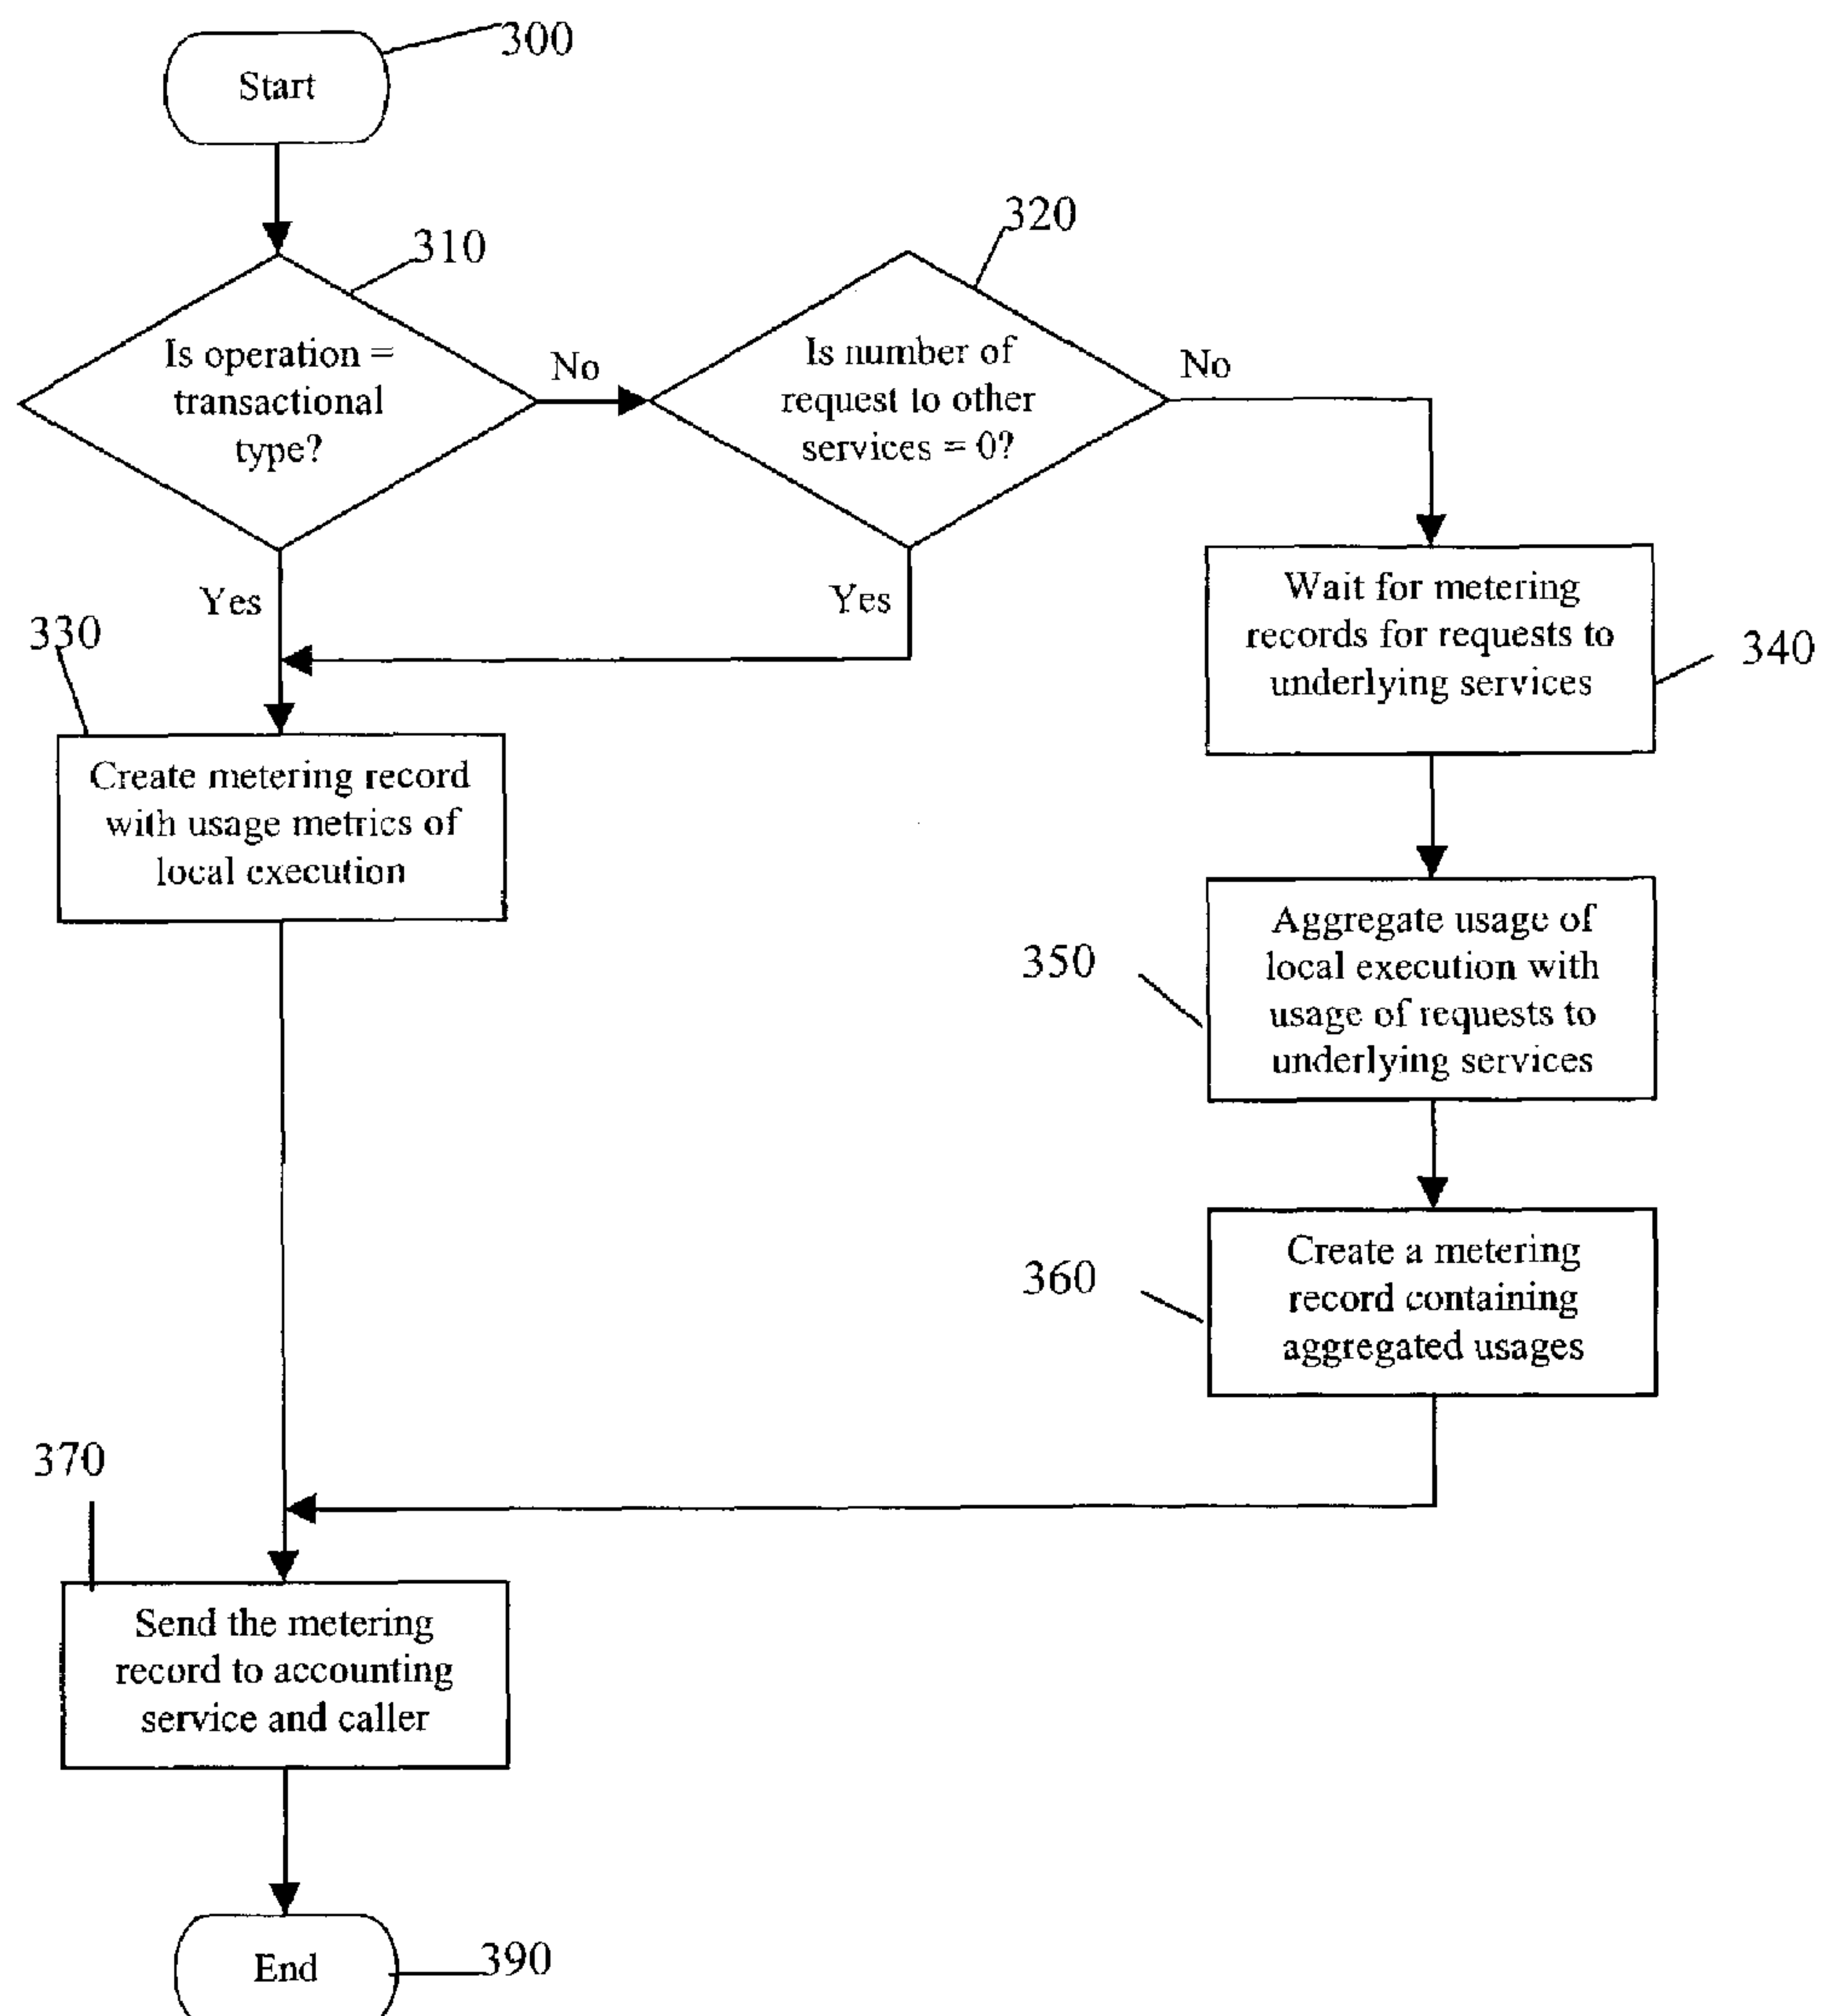 300
Start
310
320
Is operation =
transactional
type?
No
Is number of
request to other
services = 0?
No
Yes
Yes
330
Create metering record
with usage metrics of
local execution
Wait for metering
records for requests to
underlying services
340
350
Aggregate usage of
local execution with
usage of requests to
underlying services
360
Create a metering
record containing
aggregated usages
370
Send the metering
record to accounting
service and caller
End
390